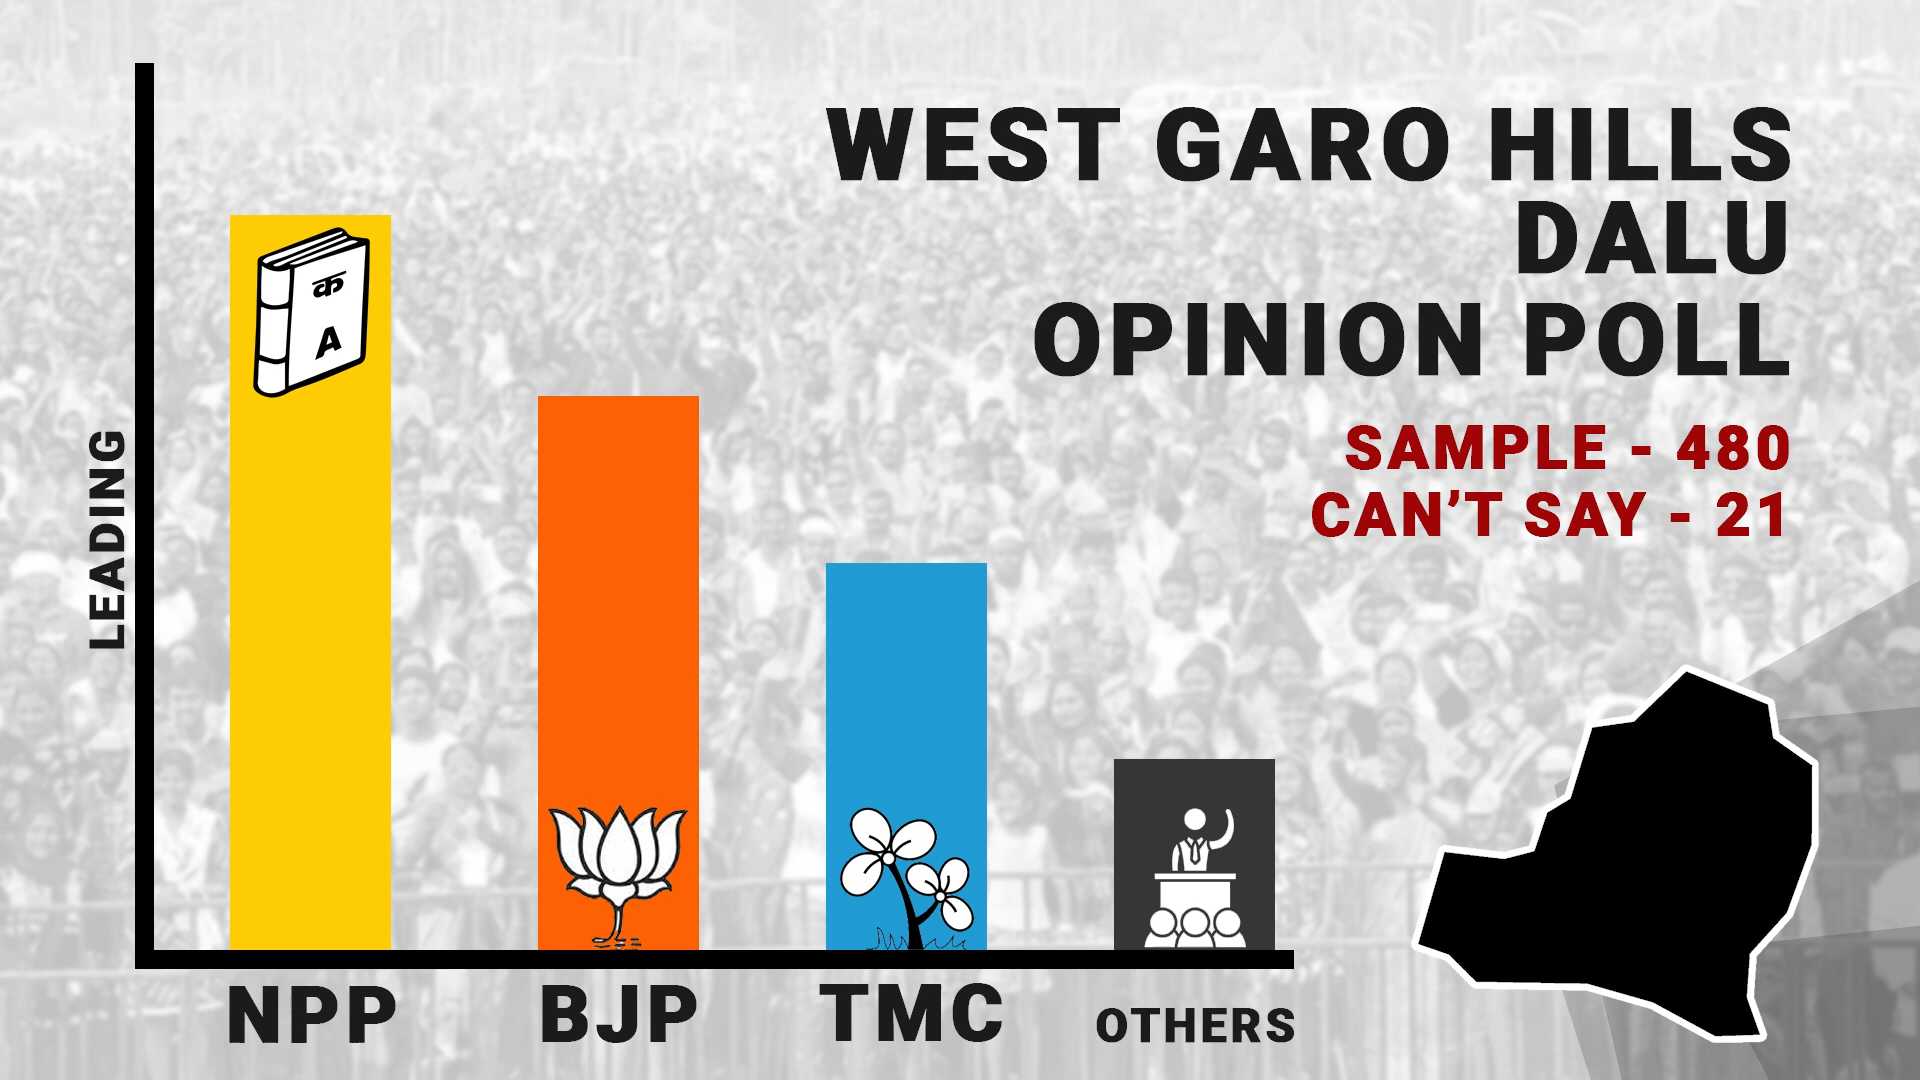 WEST GARO HILLS
DALU
OPINION POLL
SAMPLE - 480
CAN'T SAY - 21
LEADING
क
A
NPP
BJP
TMC
OTHERS